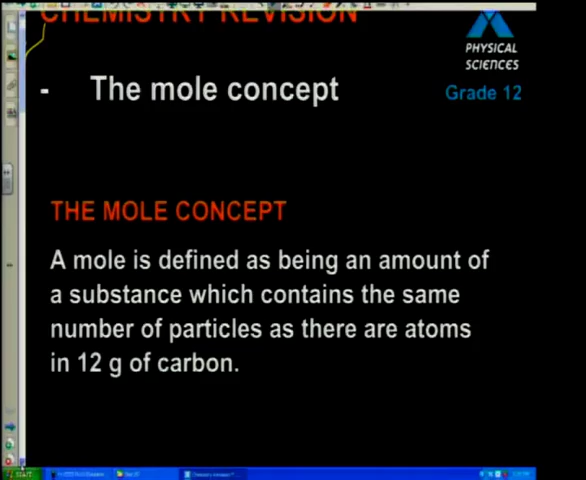 CHEMISTRY REVISION
PHYSICAL
SCIENCES
- The mole concept
Grade 12
THE MOLE CONCEPT
A mole is defined as being an amount of
a substance which contains the same
number of particles as there are atoms
in 12 g of carbon.
START